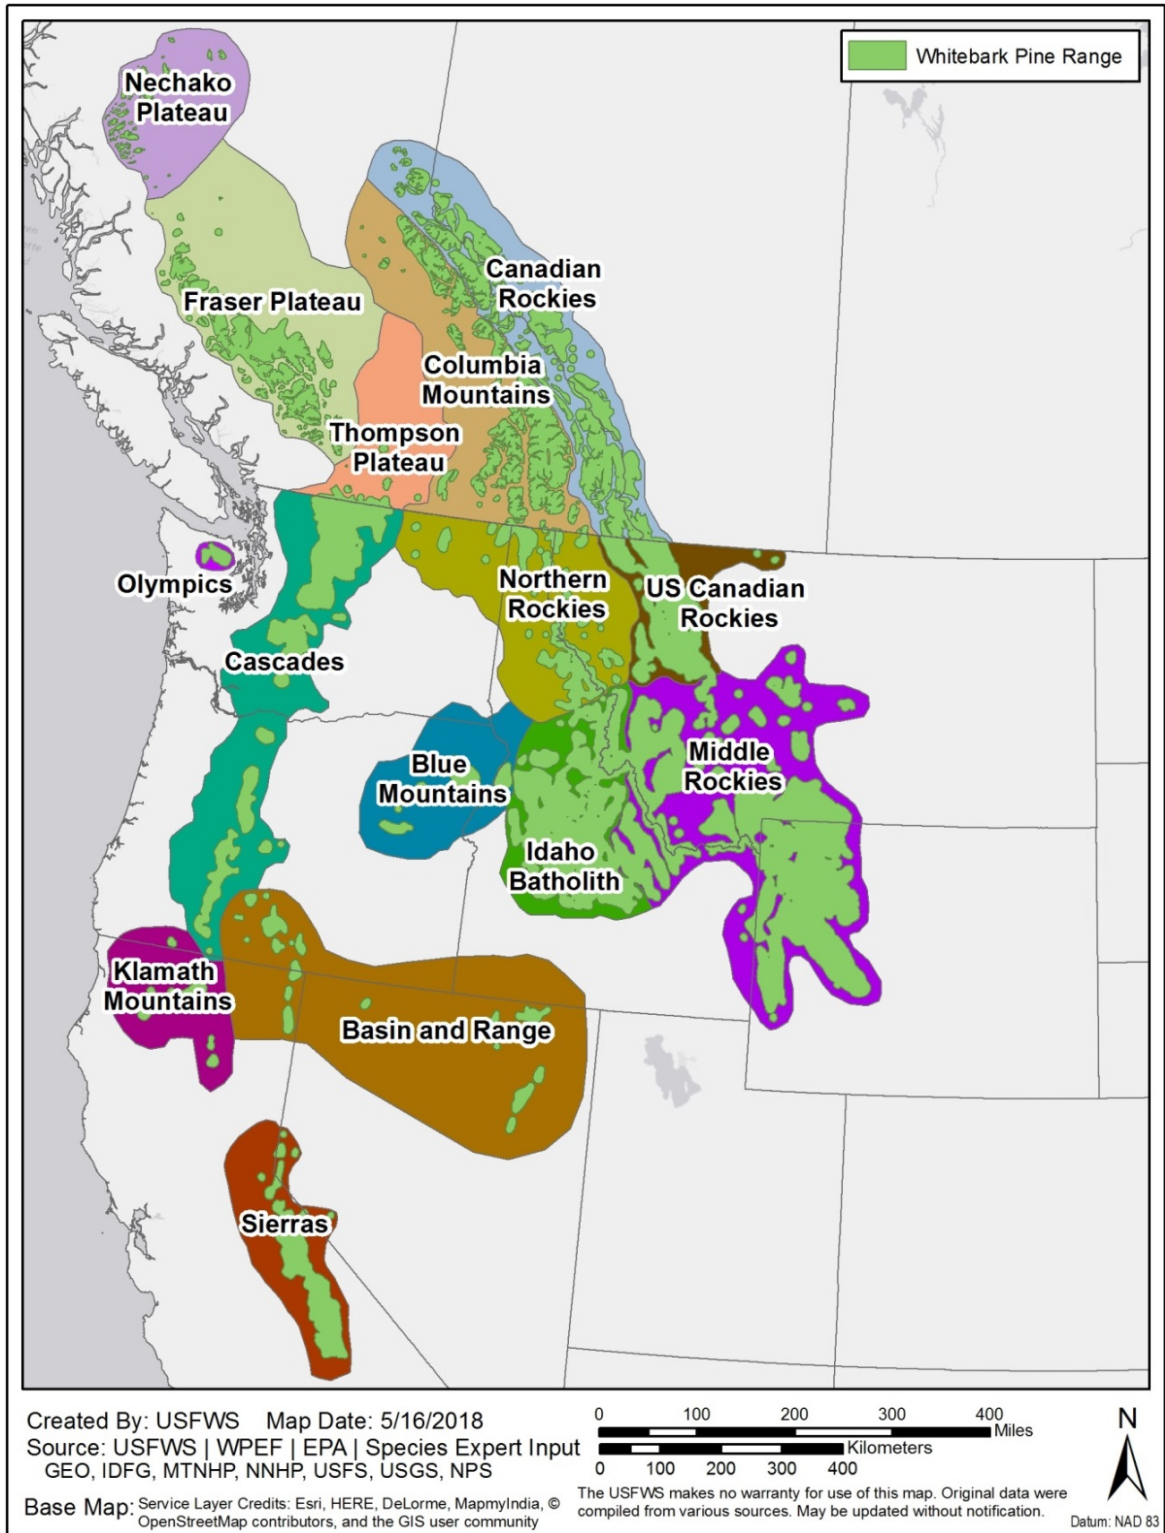 Whitebark Pine Range
Nechako
Plateau
Canadian
Rockies
Fraser Plateau
Columbia
Mountains
Thompson
Plateau
Olympics
Northern
Rockies
US Canadian
Rockies
Cascades
Blue
Mountains
Middle
Rockies
Idaho
Batholith
Klamath
Mountains
Basin and Range
Sierras
Created By: USFWS Map Date: 5/16/2018
Source: USFWS | WPEF | EPA | Species Expert Input
GEO, IDFG, MTNHP, NNHP, USFS, USGS, NPS
Base Map: Service Layer Credits: Esri, HERE, DeLorme, MapmyIndia, ©
OpenStreetMap contributors, and the GIS user community
0 100 200 300 400
Miles
Kilometers
0 100 200 300 400
The USFWS makes no warranty for use of this map. Original data were
compiled from various sources. May be updated without notification.
N
Datum: NAD 83